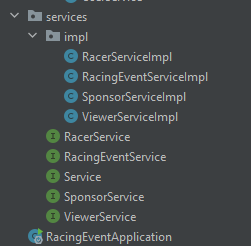 services
impl
RacerServiceImpl
RacingEventServiceImpl
SponsorServiceImpl
ViewerServiceImpl
RacerService
RacingEventService
Service
SponsorService
ViewerService
RacingEventApplication